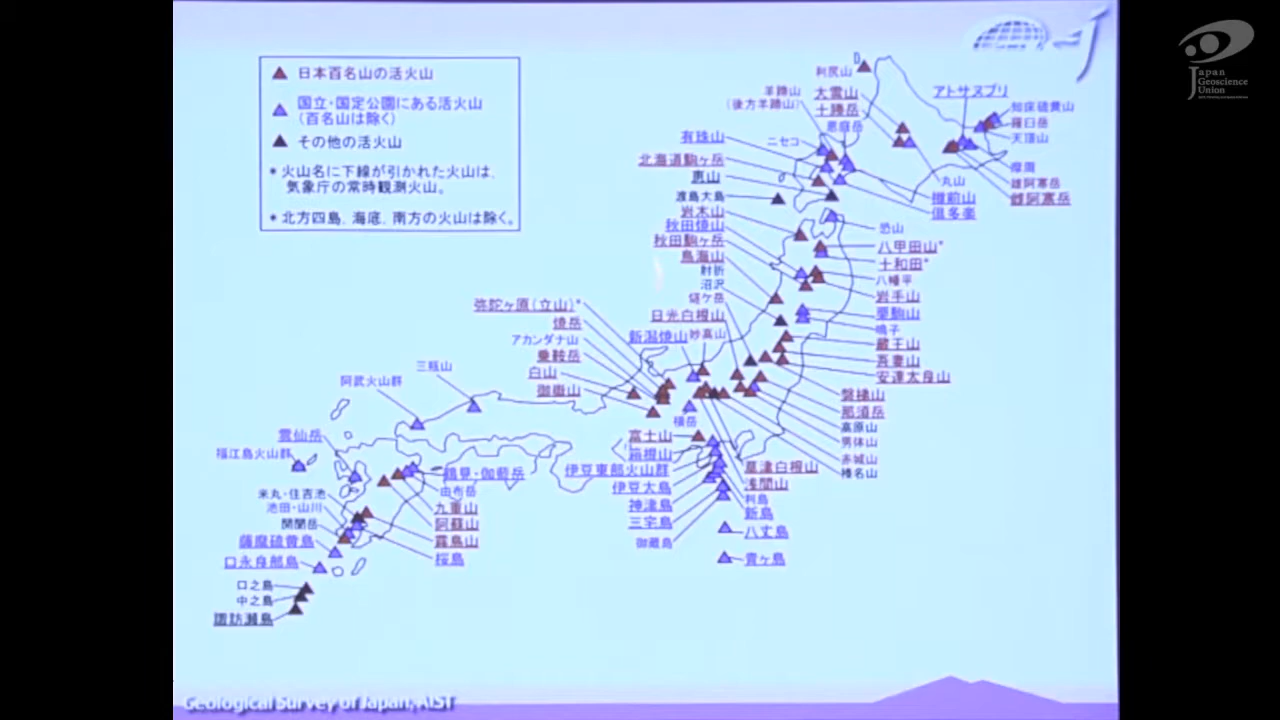 Japan
Geoscience
Union
日本百名山の活火山
国立・国定公園にある活火山
（百名山は除く）
その他の活火山
* 火山名に下線が引かれた火山は、
気象庁の常時観測火山。
* 北方四島、海底、南方の火山は除く。
利尻山
羊蹄山
（後方羊蹄山）
大雪山
十勝岳
恵庭岳
ニセコ
有珠山
北海道駒ヶ岳
恵山
渡島大島
岩木山
秋田焼山
秋田駒ヶ岳
鳥海山
肘折
沼沢
燧ケ岳
日光白根山
アトサヌプリ
知床硫黄山
羅臼岳
天頂山
摩周
雄阿寒岳
雌阿寒岳
丸山
樽前山
倶多楽
恐山
八甲田山*
十和田*
八幡平
岩手山
栗駒山
鳴子
蔵王山
吾妻山
安達太良山
磐梯山
那須岳
高原山
男体山
赤城山
榛名山
弥陀ヶ原（立山）*
焼岳
アカンダナ山
乗鞍岳
白山
御嶽山
新潟焼山
妙高山
横岳
三瓶山
阿武火山群
富士山
箱根山
伊豆東部火山群
伊豆大島
神津島
三宅島
御蔵島
草津白根山
浅間山
利島
新島
八丈島
青ヶ島
雲仙岳
福江島火山群
米丸・住吉池
池田・山川
開聞岳
薩摩硫黄島
口永良部島
口之島
中之島
諏訪瀬島
鶴見・伽藍岳
由布岳
九重山
阿蘇山
霧島山
桜島
Geological Survey of Japan, AIST